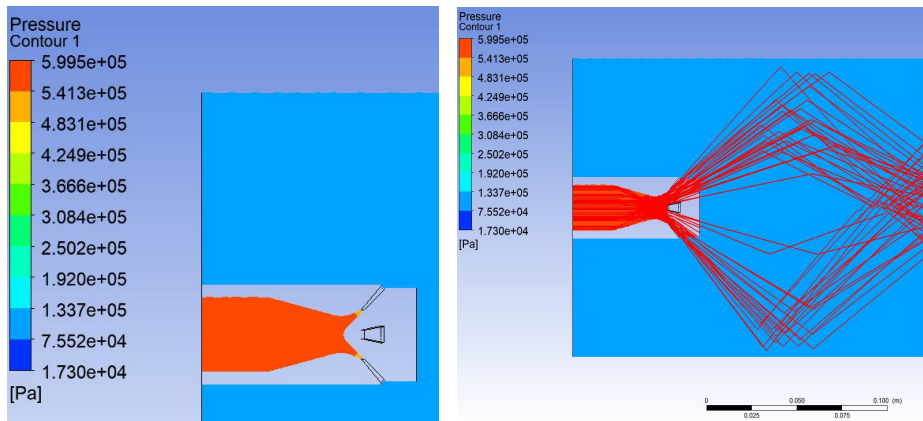 Pressure
Contour 1
5.995e+05
5.413e+05
4.831e+05
4.249e+05
3.666e+05
3.084e+05
2.502e+05
1.920e+05
1.337e+05
7.552e+04
1.730e+04
[Pa]
Pressure
Contour 1
5.995e+05
5.413e+05
4.831e+05
4.249e+05
3.666e+05
3.084e+05
2.502e+05
1.920e+05
1.337e+05
7.552e+04
1.730e+04
[Pa]
0 0.050 0.100 (m)
0.025 0.075